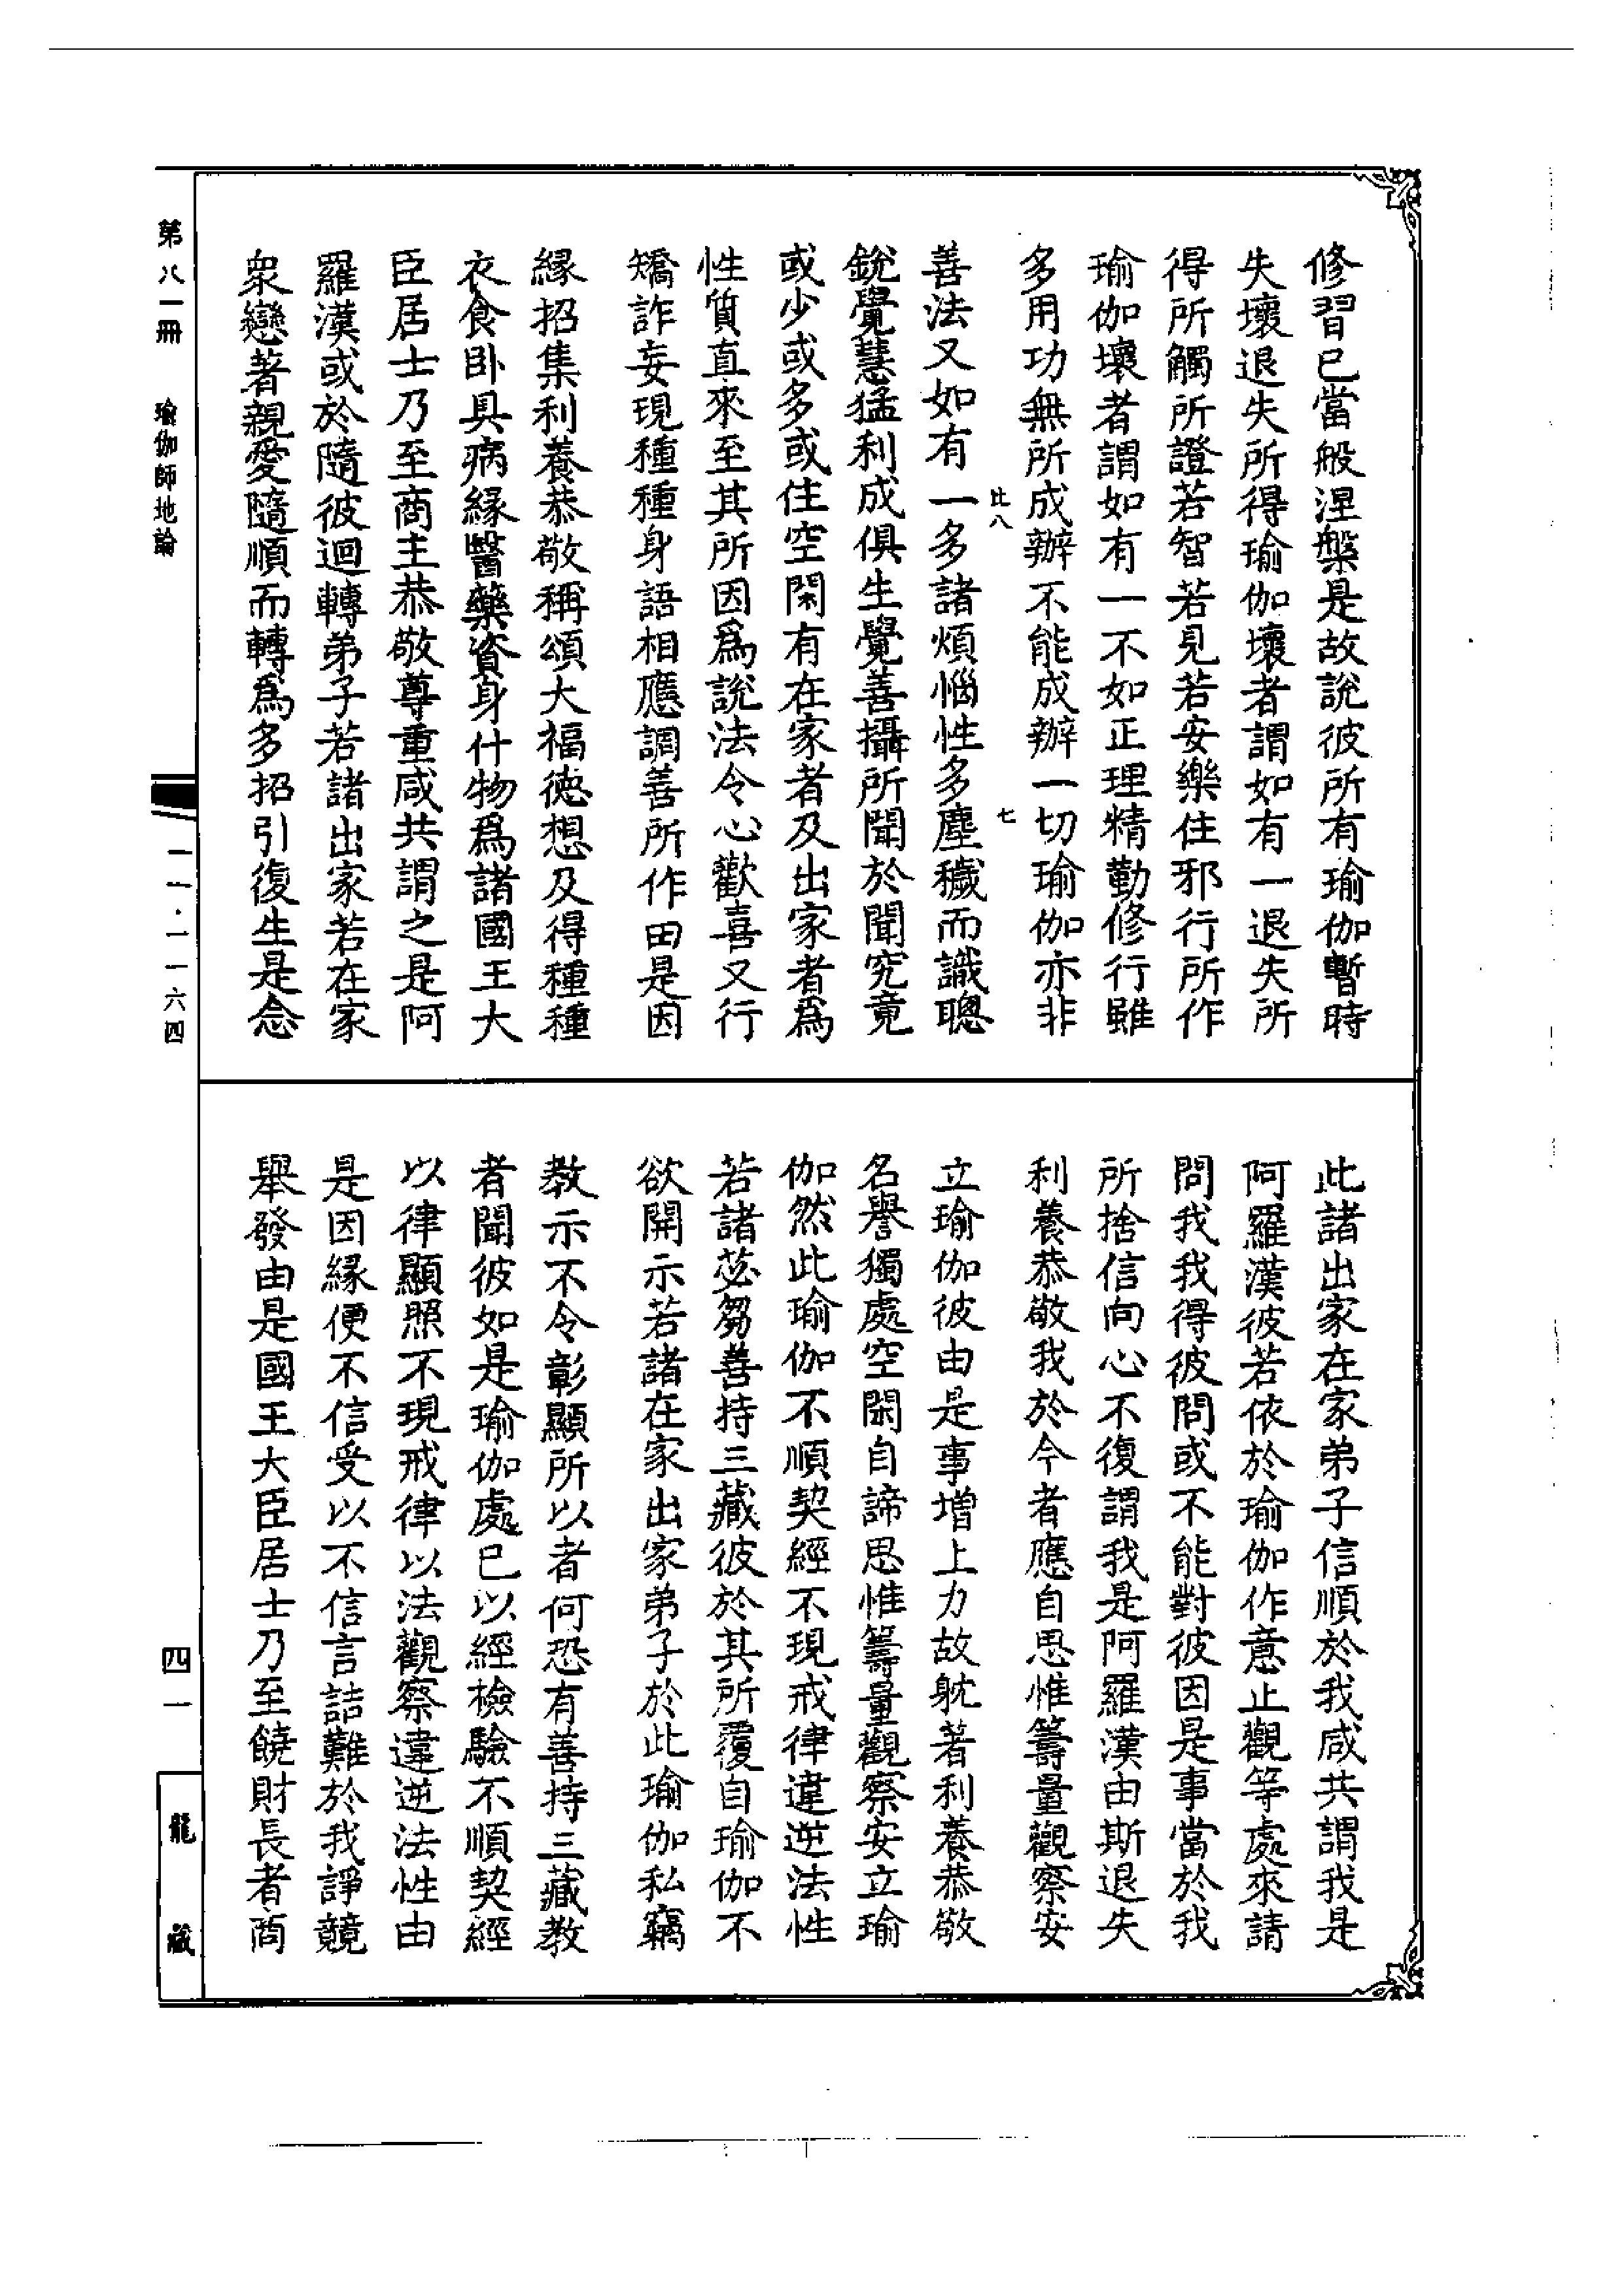 修習已當般涅槃是故說彼所有瑜伽暫時
失壞退失所得瑜伽壞者謂如有一退失所
得所觸所證若智若見若安樂住邪行所作
瑜伽壞者謂如有一不如正理精勤修行雖
多用功無所成辦不能成辦一切瑜伽亦非
比八
七
善法又如有一多諸煩惱性多塵穢而識聰
銳覺慧猛利成俱生覺善攝所聞於聞究竟
或少或多或住空閑有在家者及出家者為
性質直來至其所因爲說法令心歡喜又行
矯詐妄現種種身語相應調善所作田是因
緣招集利養恭敬稱頌大福德想及得種種
衣食卧具病緣醫藥資身什物爲諸國王大
臣居士乃至商主恭敬尊重咸共謂之是阿
羅漢或於隨彼迴轉弟子若諸出家若在家
衆戀著親愛隨順而轉爲多招引復生是念
此諸出家在家弟子信順於我咸共謂我是
阿羅漢彼若依於瑜伽作意止觀等處來請
問我我得彼問或不能對彼因是事當於我
所捨信向心不復謂我是阿羅漢由斯退失
利養恭敬我於今者應自思惟籌量觀察安
立瑜伽彼由是事增上力故躭著利養恭敬
名譽獨處空閑自諦思惟籌量觀察安立瑜
伽然此瑜伽不順契經不現戒律違逆法性
若諸苾芻善持三藏彼於其所覆自瑜伽不
欲開示若諸在家出家弟子於此瑜伽私竊
教示不令彰顯所以者何恐有善持三藏教
者聞彼如是瑜伽處已以經檢驗不順契經
以律顯照不現戒律以法觀察違逆法性由
是因緣便不信受以不信言詰難於我諍競
舉發由是國王大臣居士乃至饒財長者商
第八一冊 瑜伽師地論
一一·一一六四
四一
龍藏